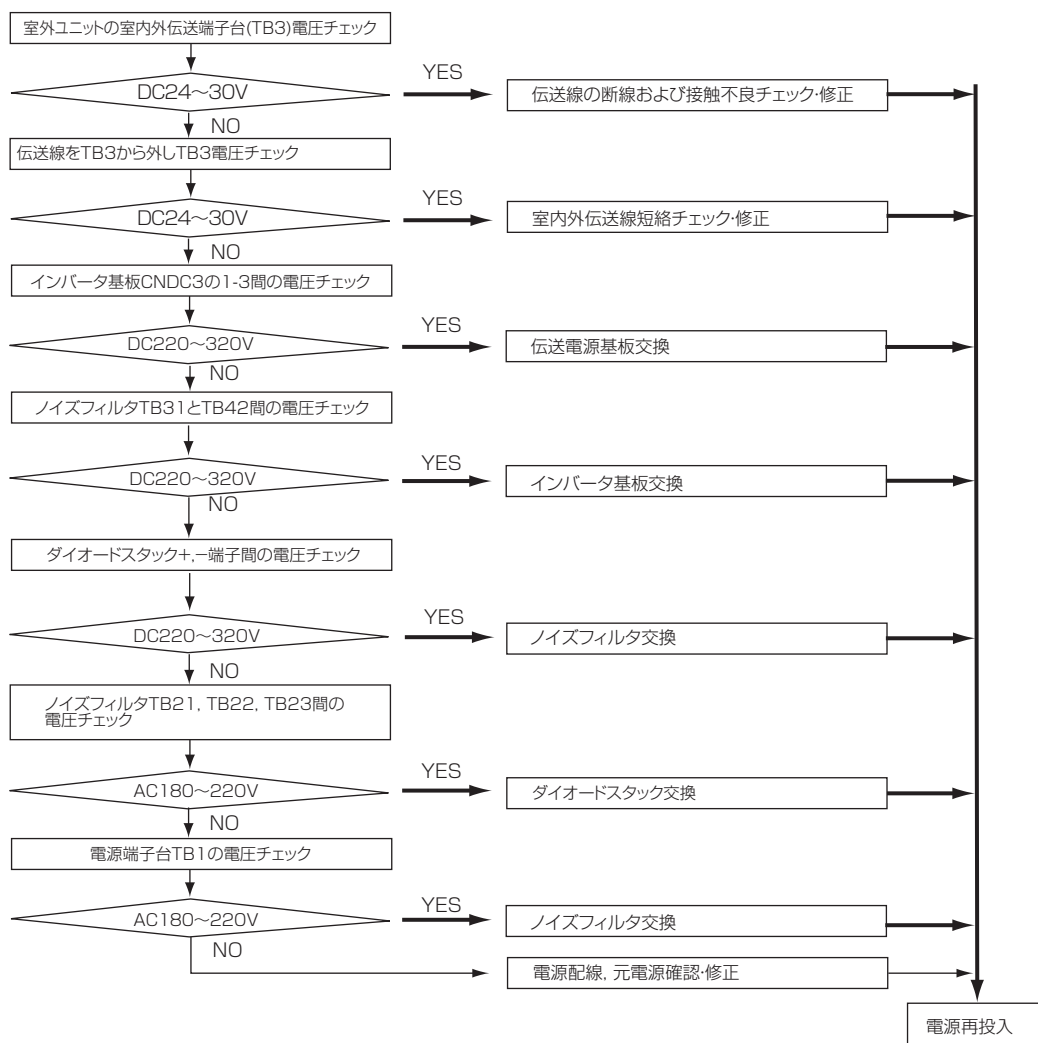 室外ユニットの室内外伝送端子台(TB3)電圧チェック
DC24～30V
YES
伝送線の断線および接触不良チェック･修正
NO
伝送線をTB3から外しTB3電圧チェック
DC24～30V
YES
室内外伝送線短絡チェック･修正
NO
インバータ基板CNDC3の1-3間の電圧チェック
DC220～320V
YES
伝送電源基板交換
NO
ノイズフィルタTB31とTB42間の電圧チェック
DC220～320V
YES
インバータ基板交換
NO
ダイオードスタック+,−端子間の電圧チェック
DC220～320V
YES
ノイズフィルタ交換
NO
ノイズフィルタTB21, TB22, TB23間の
電圧チェック
AC180～220V
YES
ダイオードスタック交換
NO
電源端子台TB1の電圧チェック
AC180～220V
YES
ノイズフィルタ交換
NO
電源配線, 元電源確認･修正
電源再投入